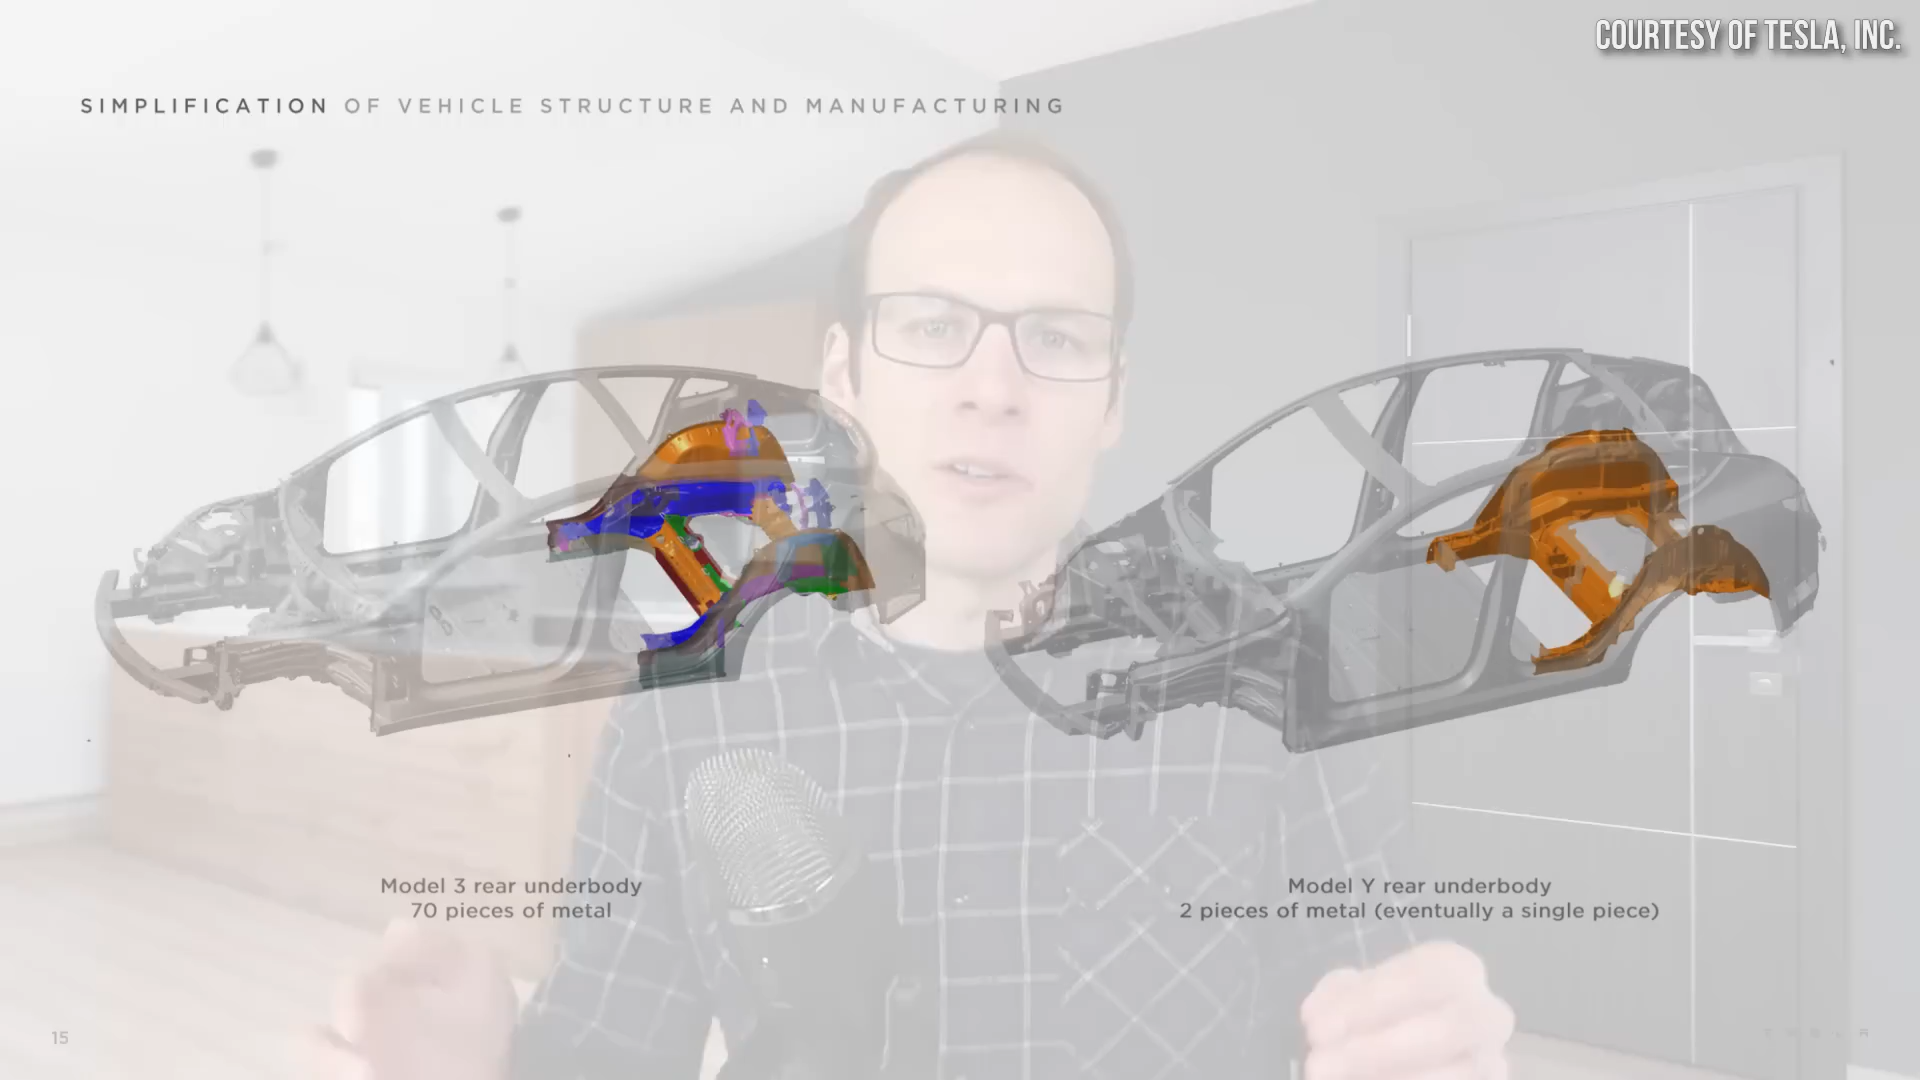 COURTESY OF TESLA, INC.
SIMPLIFICATION OF VEHICLE STRUCTURE AND MANUFACTURING
Model 3 rear underbody
70 pieces of metal
Model Y rear underbody
2 pieces of metal (eventually a single piece)
15
TESLA